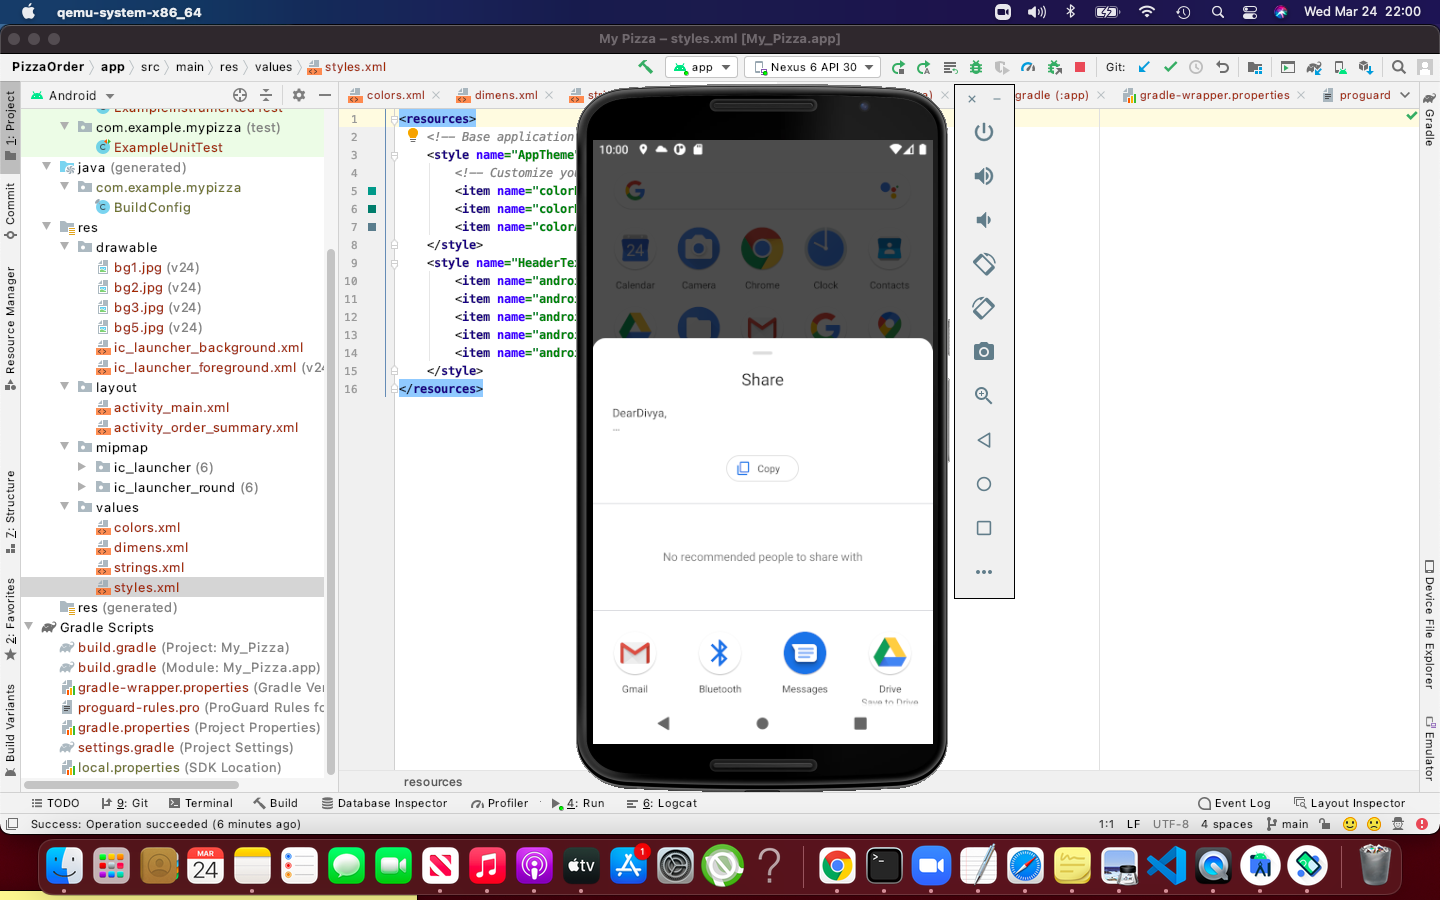 qemu-system-x86_64
Wed Mar 24 22:00
My Pizza – styles.xml [My_Pizza.app]
PizzaOrder
app
src
main
res
values
styles.xml
app
Nexus 6 API 30
Git:
Android
colors.xml
dimens.xml
gradle (:app)
gradle-wrapper.properties
proguard
1: Project
Commit
Resource Manager
Z: Structure
2: Favorites
Build Variants
Gradle
Device File Explorer
Emulator
ExampleInstrumentedTest
com.example.mypizza (test)
ExampleUnitTest
java (generated)
com.example.mypizza
BuildConfig
res
drawable
bg1.jpg (v24)
bg2.jpg (v24)
bg3.jpg (v24)
bg5.jpg (v24)
ic_launcher_background.xml
ic_launcher_foreground.xml (v24
layout
activity_main.xml
activity_order_summary.xml
mipmap
ic_launcher (6)
ic_launcher_round (6)
values
colors.xml
dimens.xml
strings.xml
styles.xml
res (generated)
Gradle Scripts
build.gradle (Project: My_Pizza)
build.gradle (Module: My_Pizza.app)
gradle-wrapper.properties (Gradle Ver
proguard-rules.pro (ProGuard Rules fo
gradle.properties (Project Properties)
settings.gradle (Project Settings)
local.properties (SDK Location)
1 <resources>
2 <!-- Base application
3 <style name="AppTheme"
4 <!-- Customize you
5 <item name="color
6 <item name="color
7 <item name="color
8 </style>
9 <style name="HeaderTex
10 <item name="androi
11 <item name="androi
12 <item name="androi
13 <item name="androi
14 <item name="androi
15 </style>
16 </resources>
10:00
24
Calendar
Camera
Chrome
Clock
Contacts
Share
DearDivya,
...
Copy
No recommended people to share with
Gmail
Bluetooth
Messages
Drive
Save to Drive
resources
TODO
9: Git
Terminal
Build
Database Inspector
Profiler
4: Run
6: Logcat
Event Log
Layout Inspector
Success: Operation succeeded (6 minutes ago)
1:1 LF UTF-8 4 spaces
main
MAR
24
tv
1